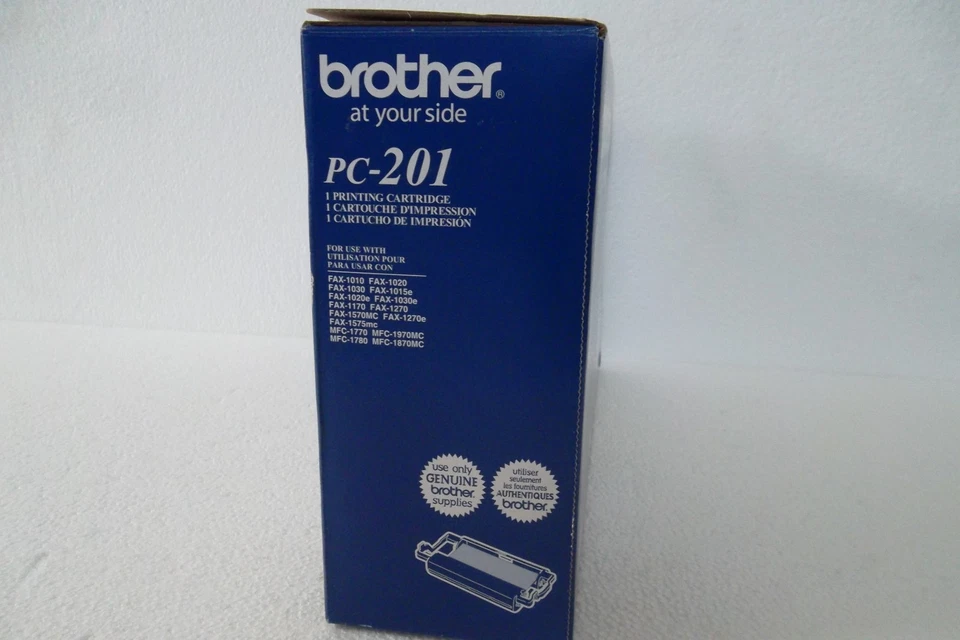 brother®
at your side
PC-201
1 PRINTING CARTRIDGE
1 CARTOUCHE D'IMPRESSION
1 CARTUCHO DE IMPRESIÓN
FOR USE WITH
UTILISATION POUR
PARA USAR CON
FAX-1010 FAX-1020
FAX-1030 FAX-1015e
FAX-1020e FAX-1030e
FAX-1170 FAX-1270
FAX-1570MC FAX-1270e
FAX-1575mc
MFC-1770 MFC-1970MC
MFC-1780 MFC-1870MC
use only
GENUINE
brother
supplies
utiliser
seulement
les fournitures
AUTHENTIQUES
brother